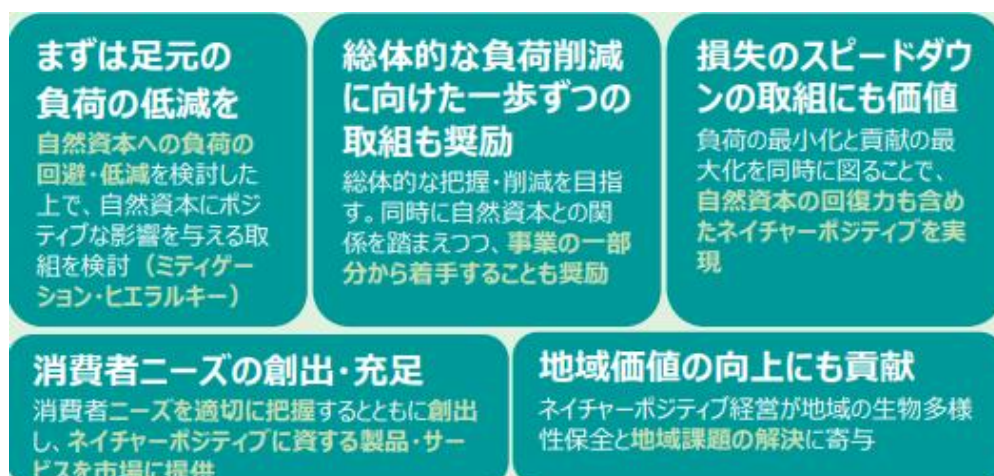 まずは足元の
負荷の低減を
自然資本への負荷の
回避・低減を検討した
上で、自然資本にポジ
ティブな影響を与える取
組を検討（ミティゲー
ション・ヒエラルキー）
総体的な負荷削減
に向けた一歩ずつの
取組も奨励
総体的な把握・削減を目指
す。同時に自然資本との関
係を踏まえつつ、事業の一部
分から着手することも奨励
損失のスピードダウ
ンの取組にも価値
負荷の最小化と貢献の最
大化を同時に図ることで、
自然資本の回復力も含め
たネイチャーポジティブを実
現
消費者ニーズの創出・充足
消費者ニーズを適切に把握するとともに創出
し、ネイチャーポジティブに資する製品・サー
ビスを市場に提供
地域価値の向上にも貢献
ネイチャーポジティブ経営が地域の生物多様
性保全と地域課題の解決に寄与